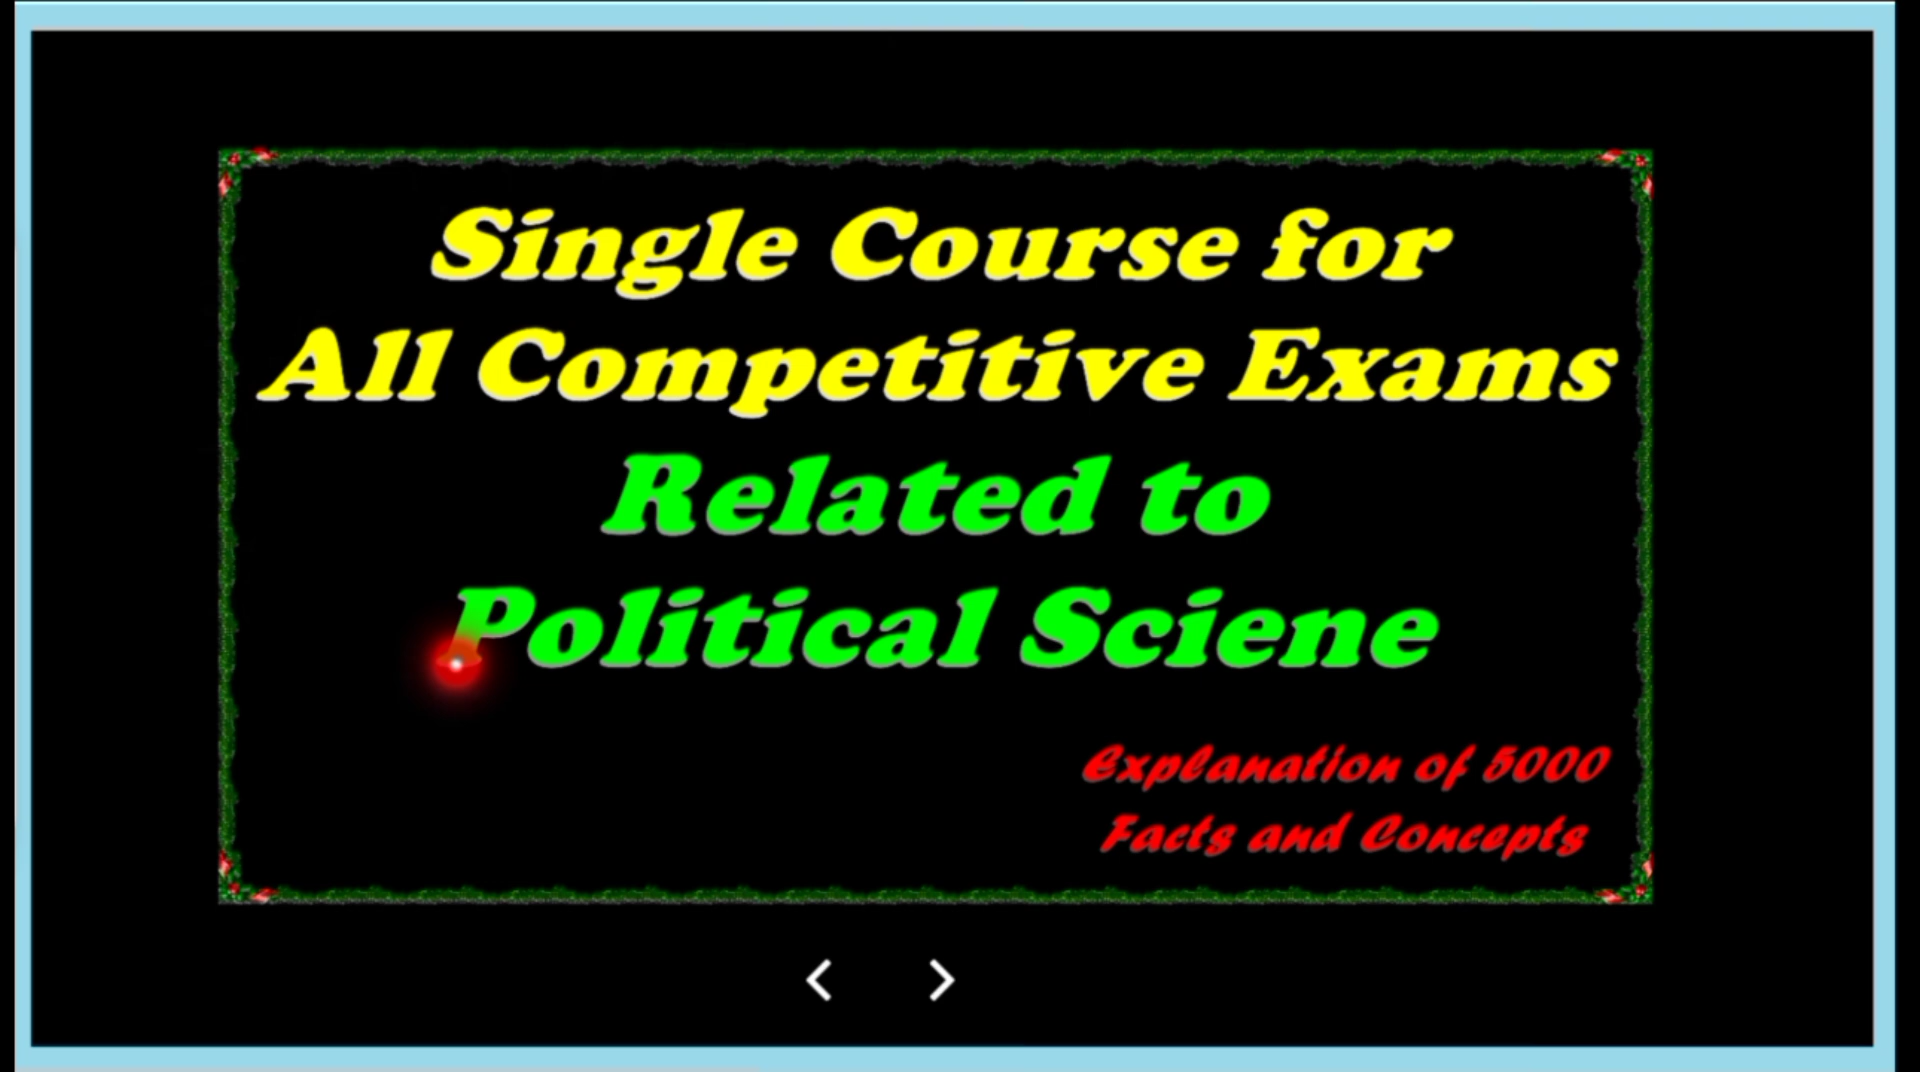 Single Course for
All Competitive Exams
Related to
Political Sciene
Explanation of 5000
Facts and Concepts